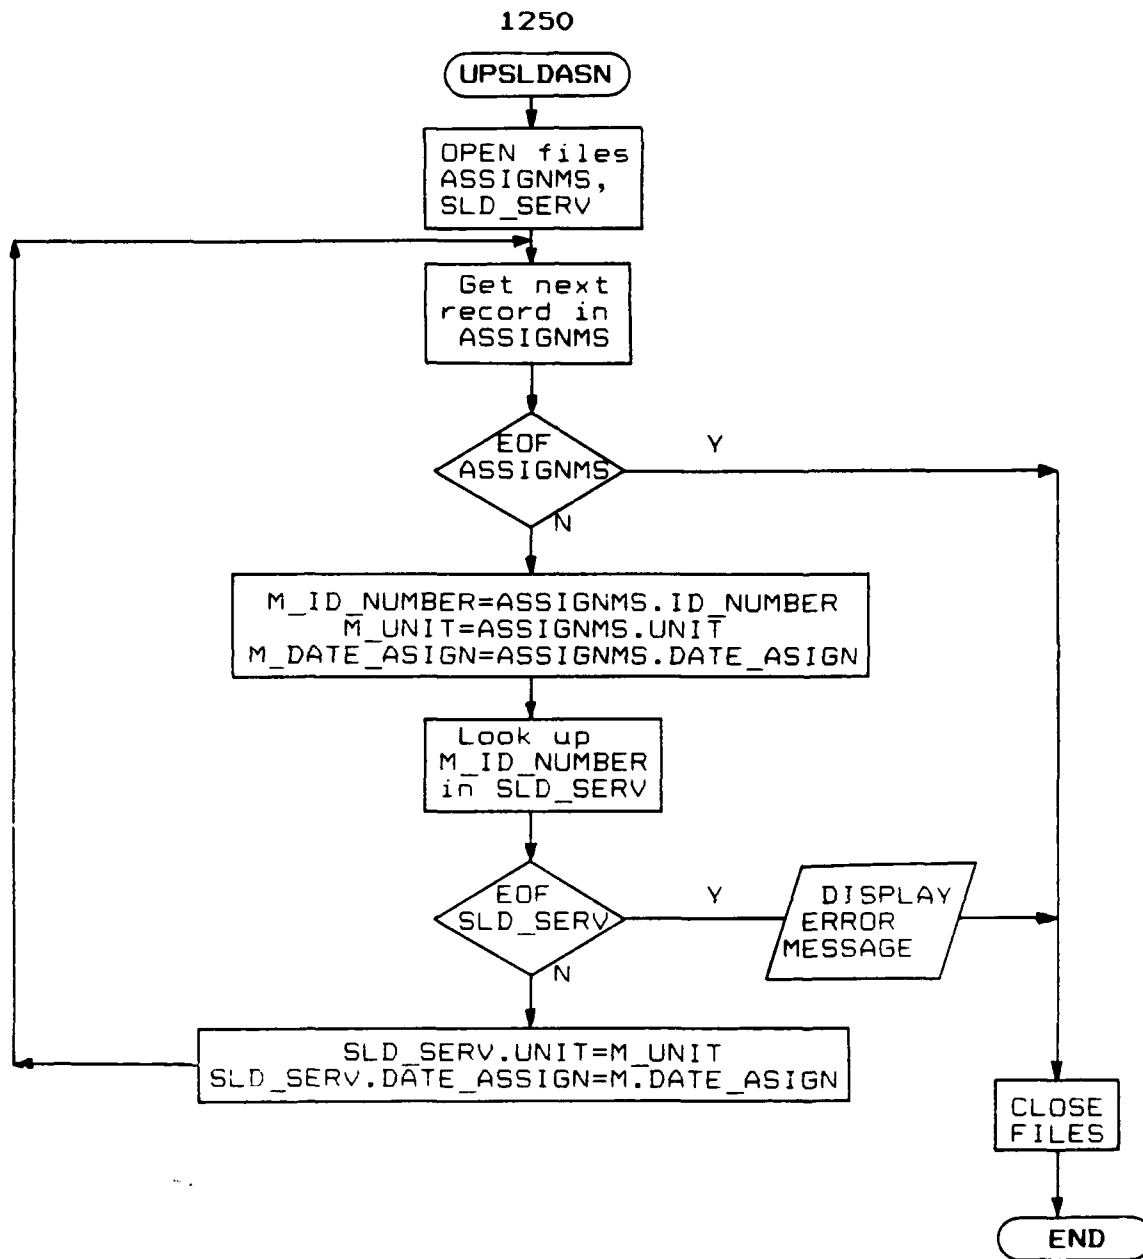 1250
UPSLDASN
OPEN files
ASSIGNMS,
SLD_SERV
Get next
record in
ASSIGNMS
EOF
ASSIGNMS
Y
N
M_ID_NUMBER=ASSIGNMS.ID_NUMBER
M_UNIT=ASSIGNMS.UNIT
M_DATE_ASIGN=ASSIGNMS.DATE_ASIGN
Look up
M_ID_NUMBER
in SLD_SERV
EOF
SLD_SERV
Y
N
DISPLAY
ERROR
MESSAGE
SLD_SERV.UNIT=M_UNIT
SLD_SERV.DATE_ASSIGN=M.DATE_ASIGN
CLOSE
FILES
END